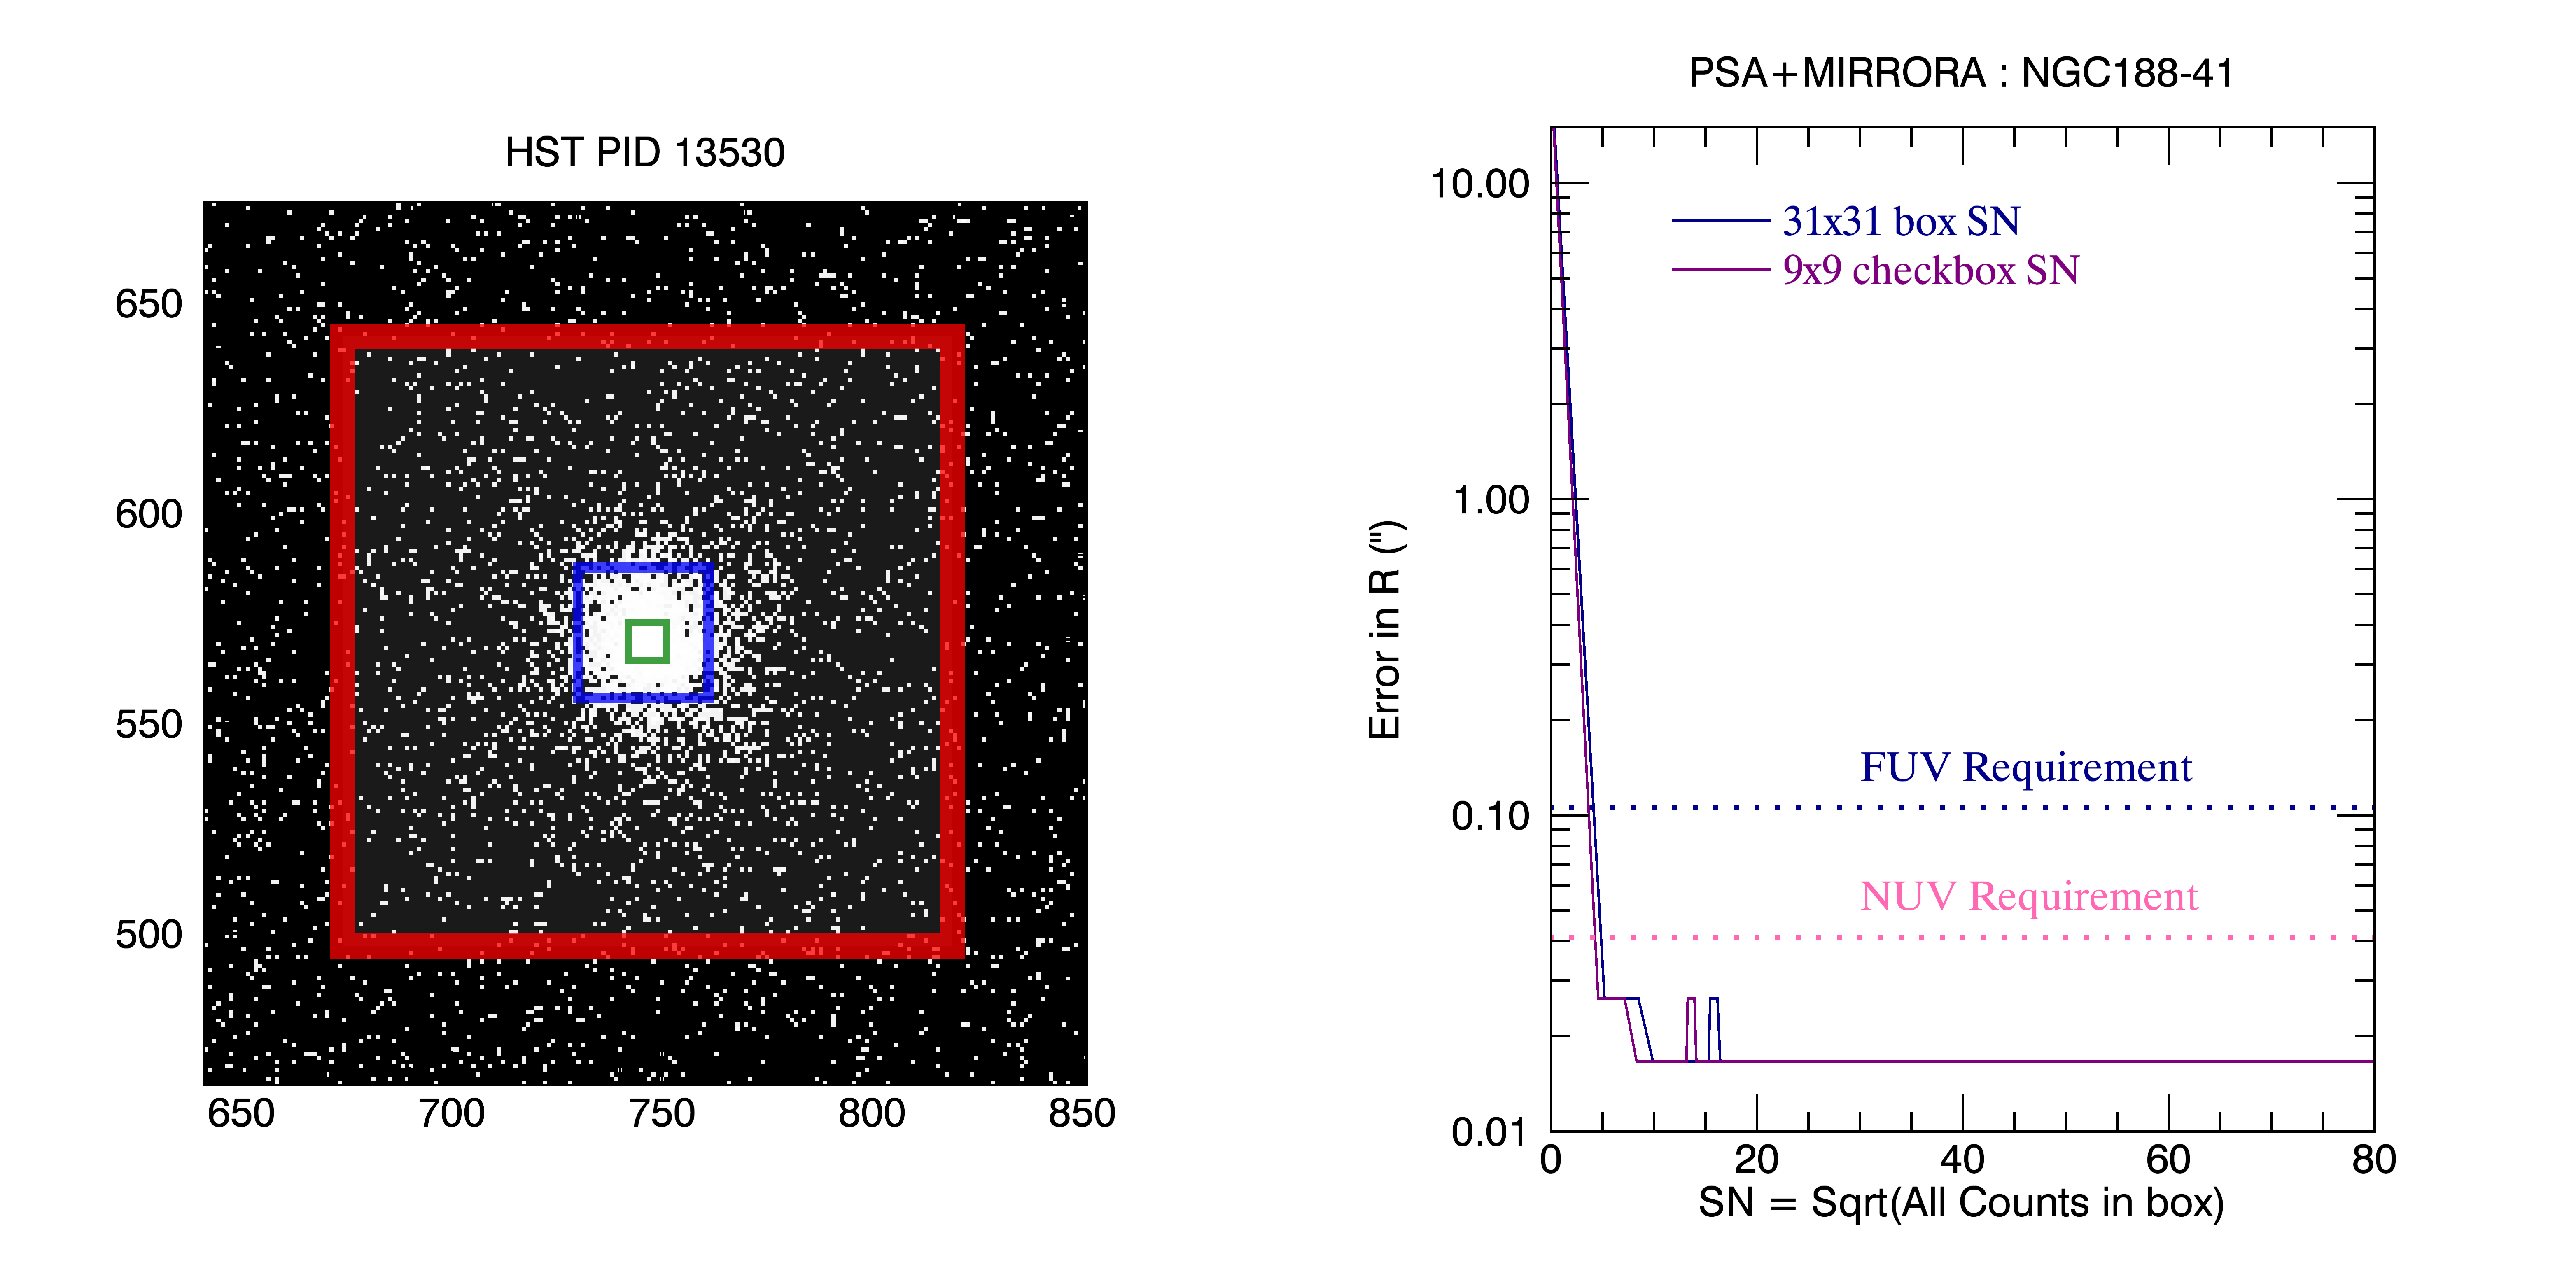 HST PID 13530
650
600
550
500
650 700 750 800 850
PSA+MIRRORA : NGC188-41
10.00
1.00
0.10
0.01
Error in R (")
31x31 box SN
9x9 checkbox SN
FUV Requirement
NUV Requirement
0 20 40 60 80
SN = Sqrt(All Counts in box)